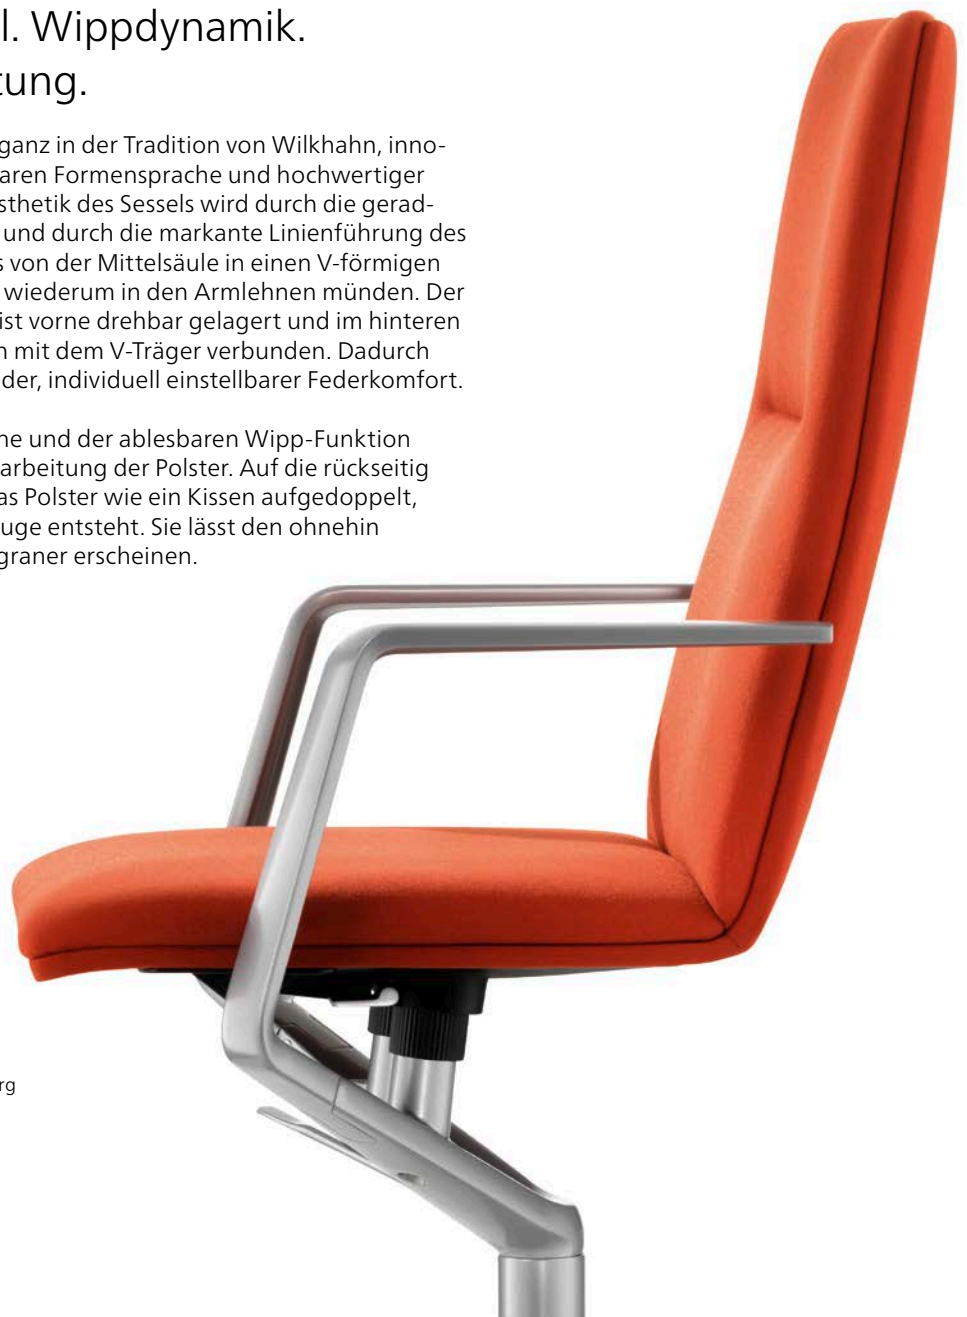 l. Wippdynamik.
tung.
ganz in der Tradition von Wilkhahn, inno-
aren Formensprache und hochwertiger
sthetik des Sessels wird durch die gerad-
und durch die markante Linienführung des
s von der Mittelsäule in einen V-förmigen
wiederum in den Armlehnen münden. Der
ist vorne drehbar gelagert und im hinteren
n mit dem V-Träger verbunden. Dadurch
der, individuell einstellbarer Federkomfort.
ne und der ablesbaren Wipp-Funktion
arbeitung der Polster. Auf die rückseitig
as Polster wie ein Kissen aufgedoppelt,
uge entsteht. Sie lässt den ohnehin
graner erscheinen.
rg